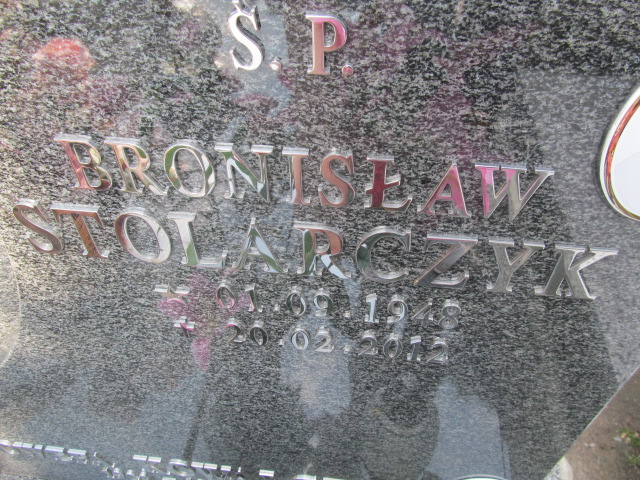 Ś. P.
BRONISŁAW
STOLARCZYK
* 01.09.1948
✝ 20.02.2012